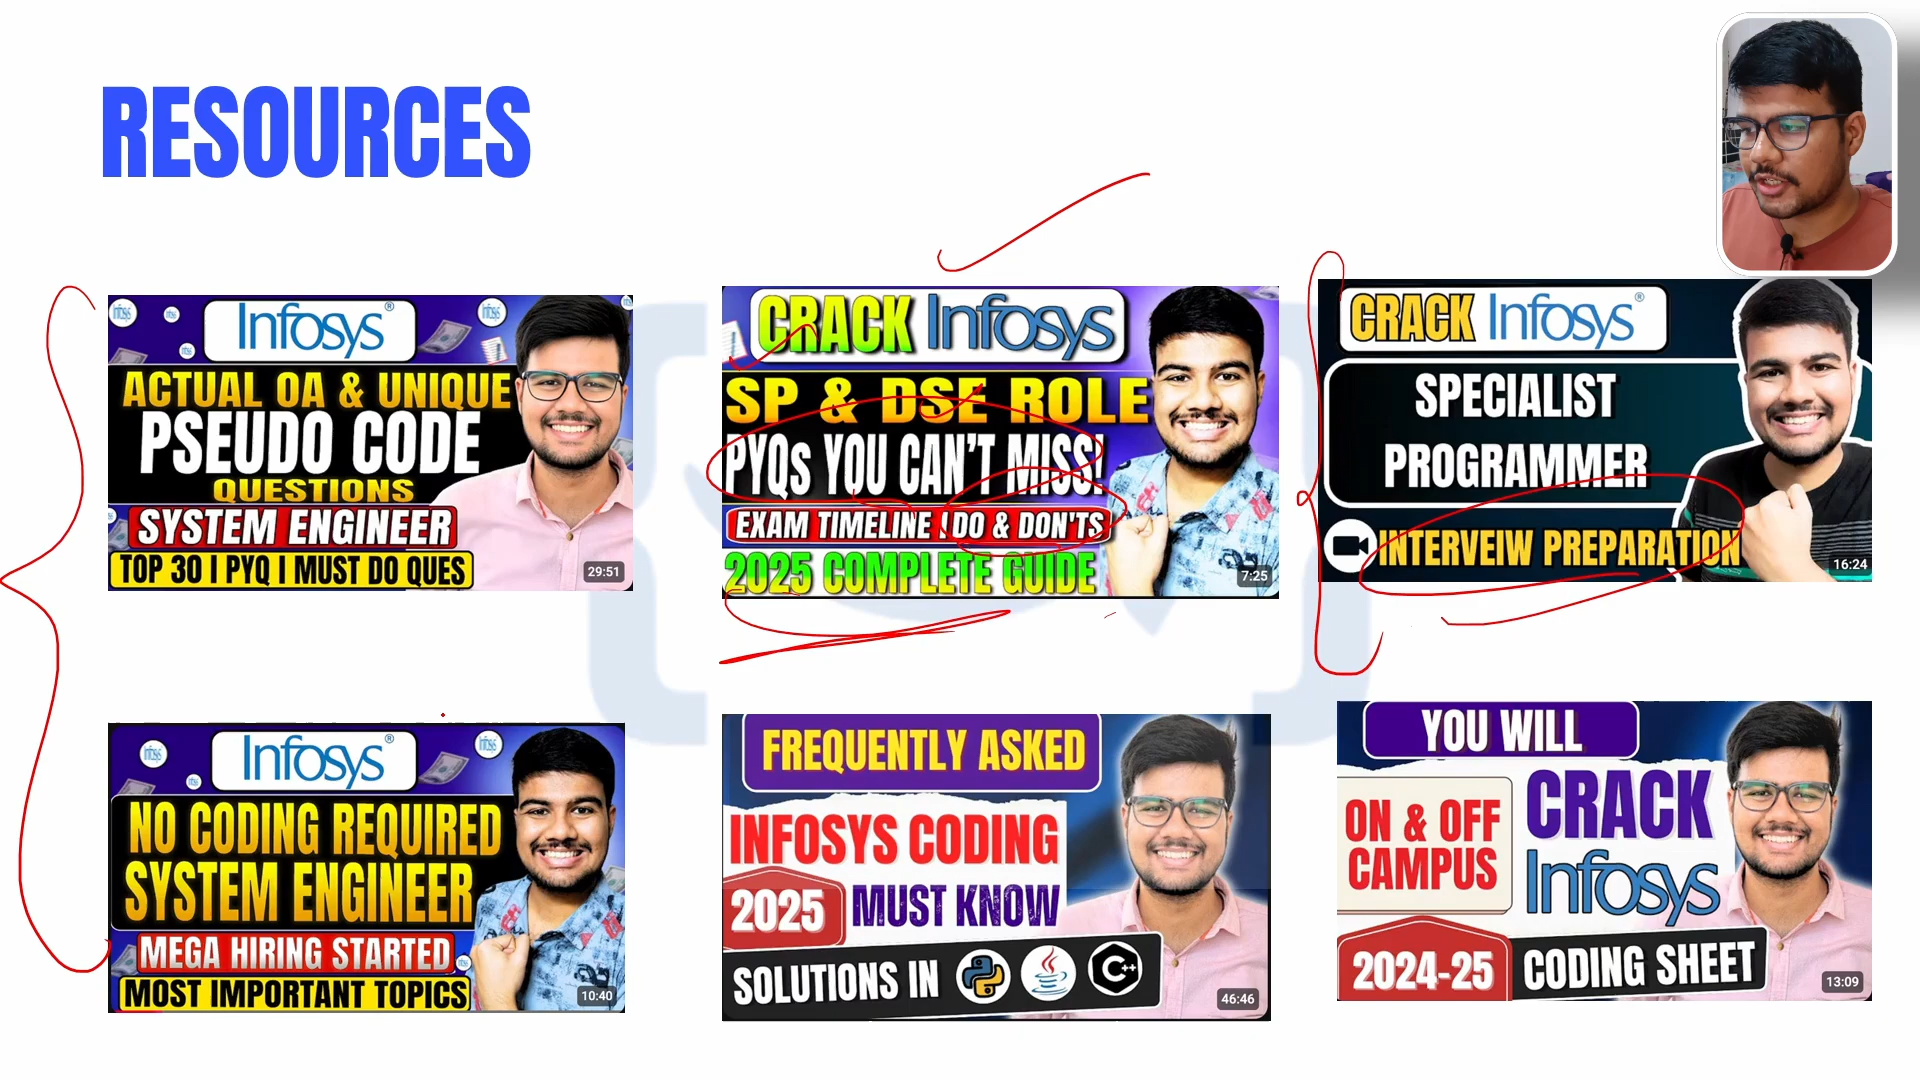 RESOURCES
Infosys®
ACTUAL OA & UNIQUE
PSEUDO CODE
QUESTIONS
SYSTEM ENGINEER
TOP 30 I PYQ I MUST DO QUES
29:51
CRACK Infosys
SP & DSE ROLE
PYQs YOU CAN'T MISS!
EXAM TIMELINE ! DO & DON'TS
2025 COMPLETE GUIDE
7:25
CRACK Infosys®
SPECIALIST
PROGRAMMER
INTERVEIW PREPARATION
16:24
Infosys®
NO CODING REQUIRED
SYSTEM ENGINEER
MEGA HIRING STARTED
MOST IMPORTANT TOPICS
10:40
FREQUENTLY ASKED
INFOSYS CODING
2025 MUST KNOW
SOLUTIONS IN
C++
46:46
YOU WILL
ON & OFF
CAMPUS
CRACK
Infosys
2024-25 CODING SHEET
13:09